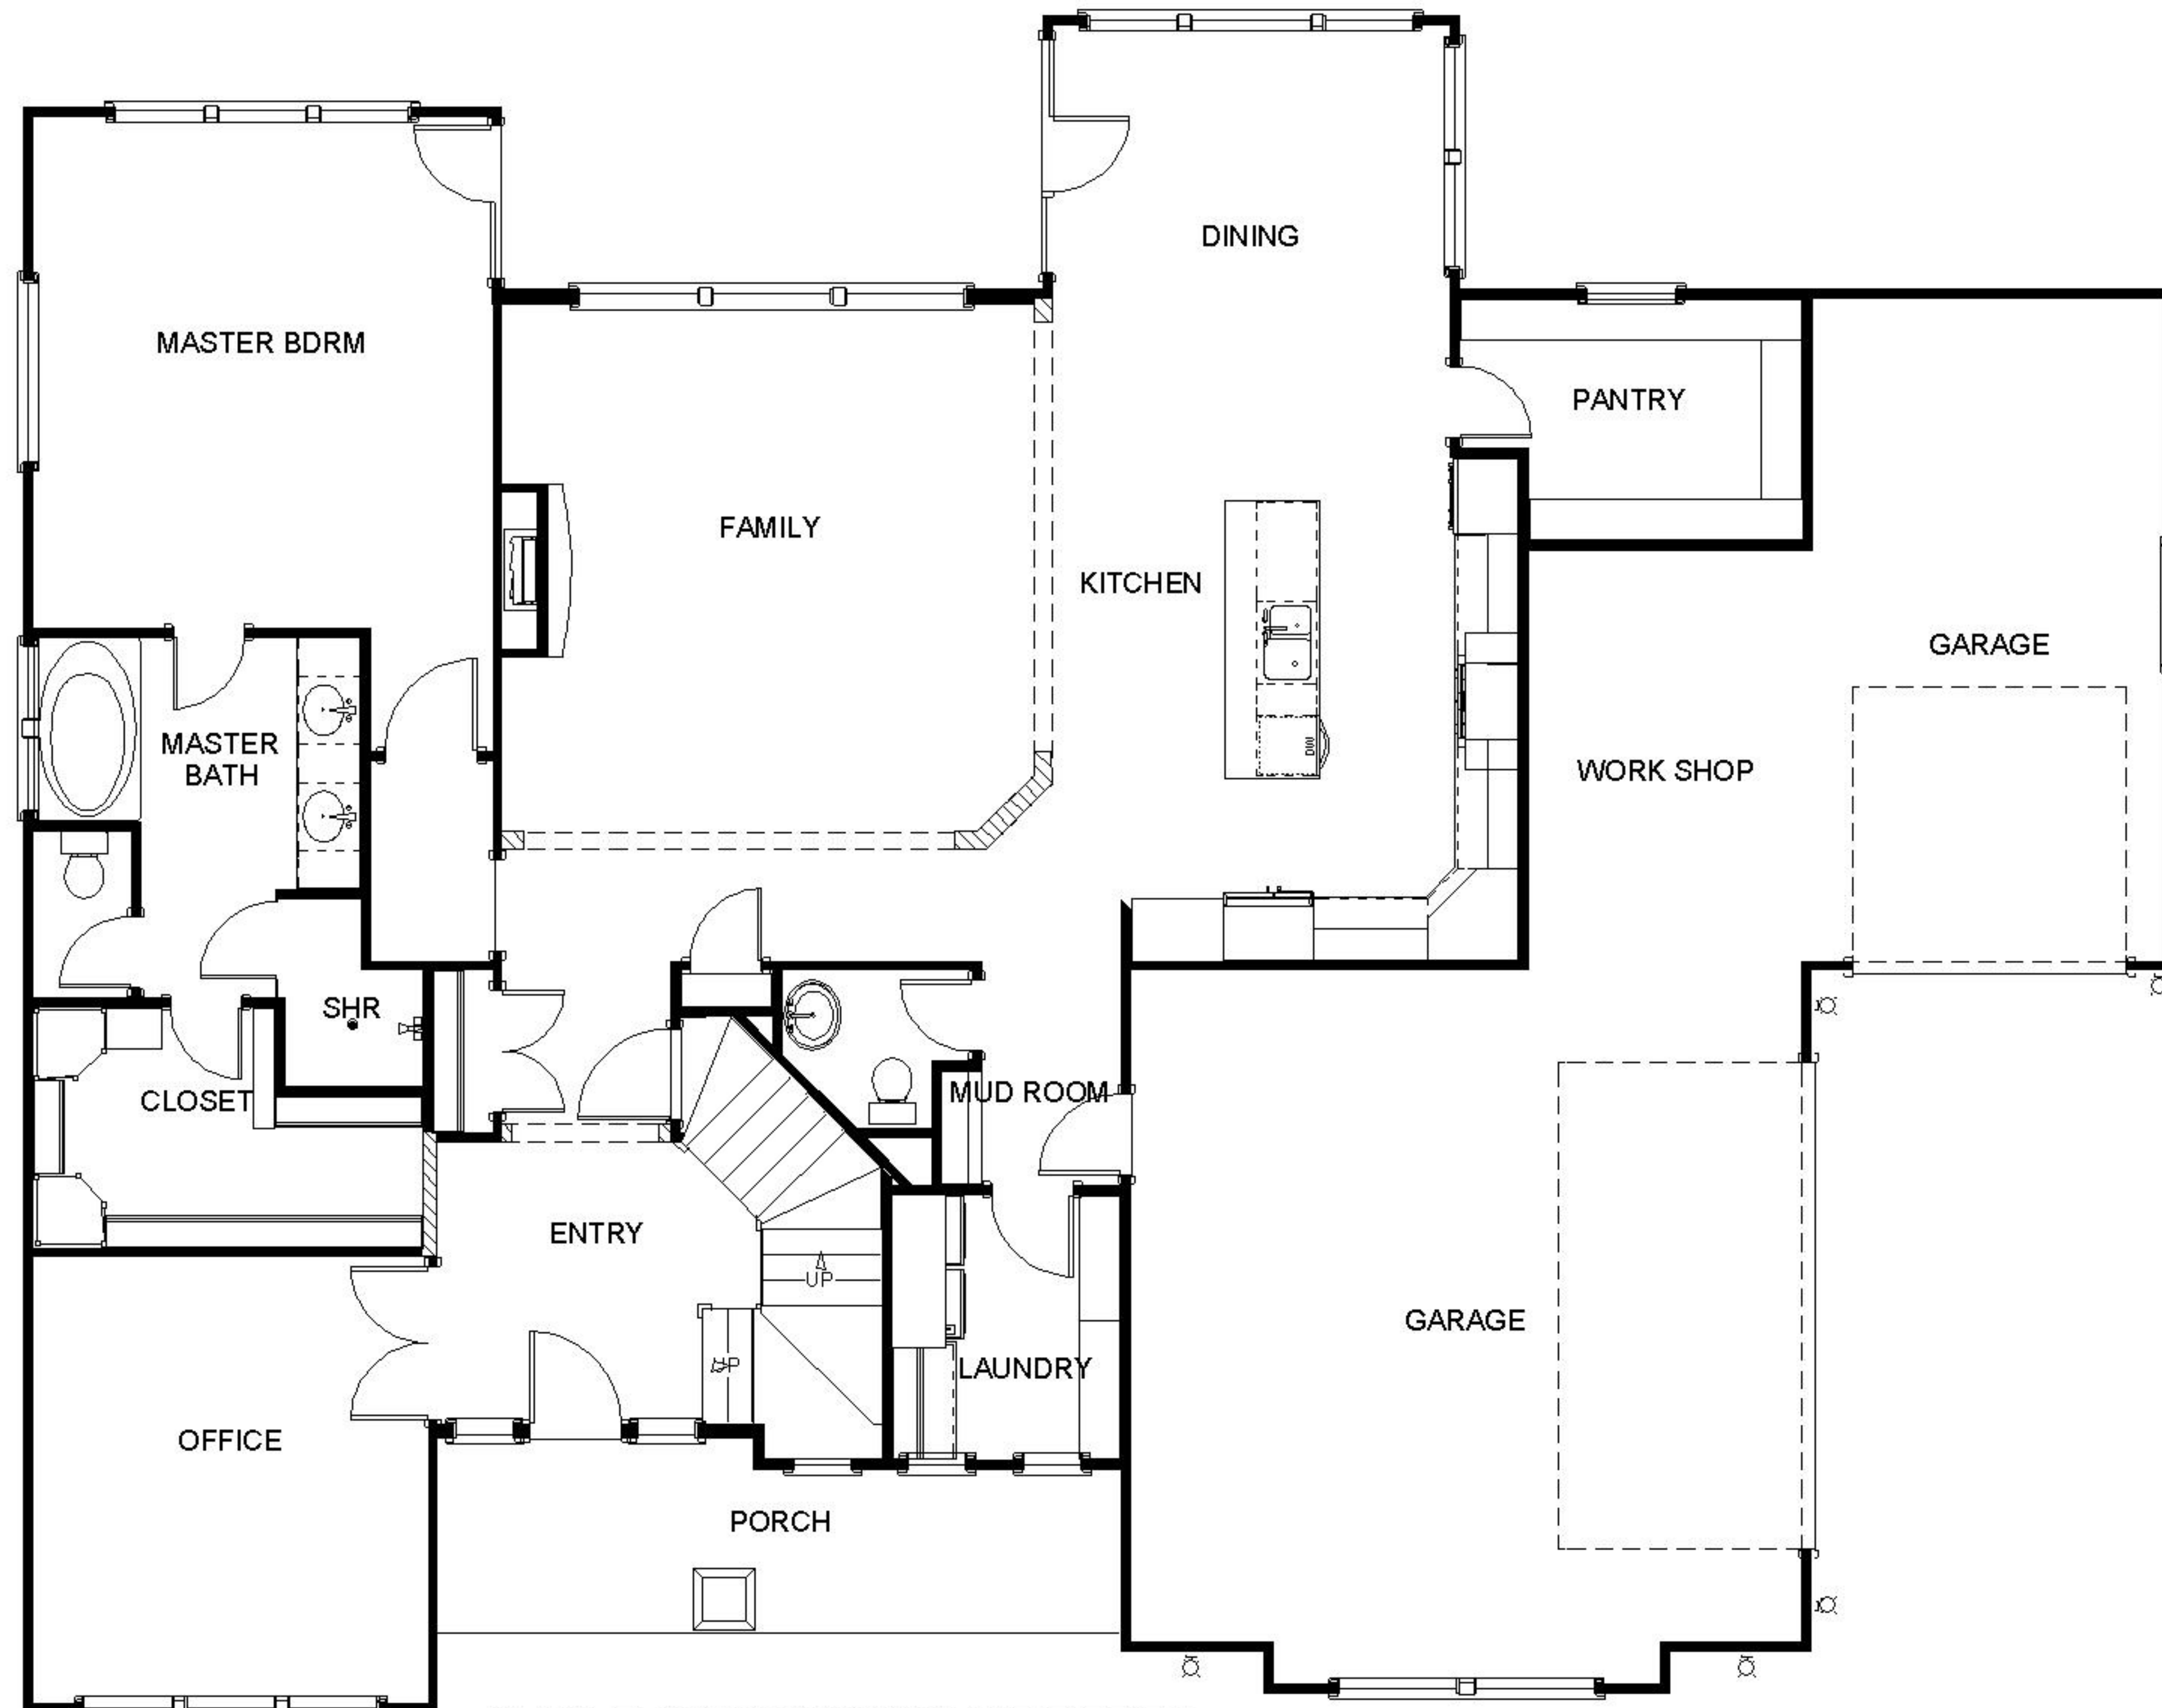 DINING
MASTER BDRM
PANTRY
FAMILY
KITCHEN
GARAGE
DW
MASTER
BATH
WORK SHOP
SHR
CLOSET
MUD ROOM
ENTRY
UP
GARAGE
UP
LAUNDRY
OFFICE
PORCH